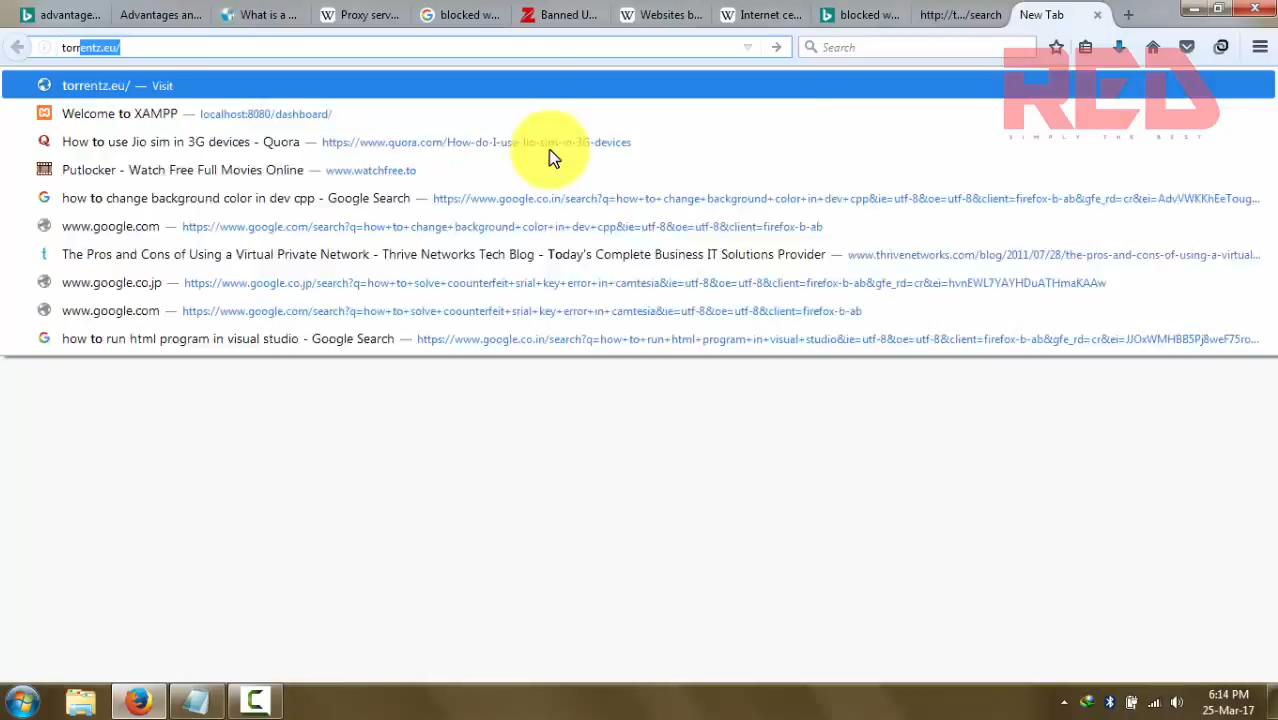 advantage...
Advantages an...
What is a ...
Proxy serv...
blocked w...
Banned U...
Websites b...
Internet ce...
blocked w...
http://t.../search
New Tab
torrentz.eu/
Search
torrentz.eu/ — Visit
RED
SIMPLY THE BEST
Welcome to XAMPP — localhost:8080/dashboard/
How to use Jio sim in 3G devices - Quora — https://www.quora.com/How-do-I-use-Jio-sim-in-3G-devices
Putlocker - Watch Free Full Movies Online — www.watchfree.to
how to change background color in dev cpp - Google Search — https://www.google.co.in/search?q=how+to+change+background+color+in+dev+cpp&ie=utf-8&oe=utf-8&client=firefox-b-ab&gfe_rd=cr&ei=AdvVWKKhEeToug...
www.google.com — https://www.google.com/search?q=how+to+change+background+color+in+dev+cpp&ie=utf-8&oe=utf-8&client=firefox-b-ab
The Pros and Cons of Using a Virtual Private Network - Thrive Networks Tech Blog - Today's Complete Business IT Solutions Provider — www.thrivenetworks.com/blog/2011/07/28/the-pros-and-cons-of-using-a-virtual-...
www.google.co.jp — https://www.google.co.jp/search?q=how+to+solve+coounterfeit+srial+key+error+in+camtesia&ie=utf-8&oe=utf-8&client=firefox-b-ab&gfe_rd=cr&ei=hvnEWL7YAYHDuATHmaKAAw
www.google.com — https://www.google.com/search?q=how+to+solve+coounterfeit+srial+key+error+in+camtesia&ie=utf-8&oe=utf-8&client=firefox-b-ab
how to run html program in visual studio - Google Search — https://www.google.co.in/search?q=how+to+run+html+program+in+visual+studio&ie=utf-8&oe=utf-8&client=firefox-b-ab&gfe_rd=cr&ei=JJOxWMHBB5Pj8weF75ro...
6:14 PM
25-Mar-17